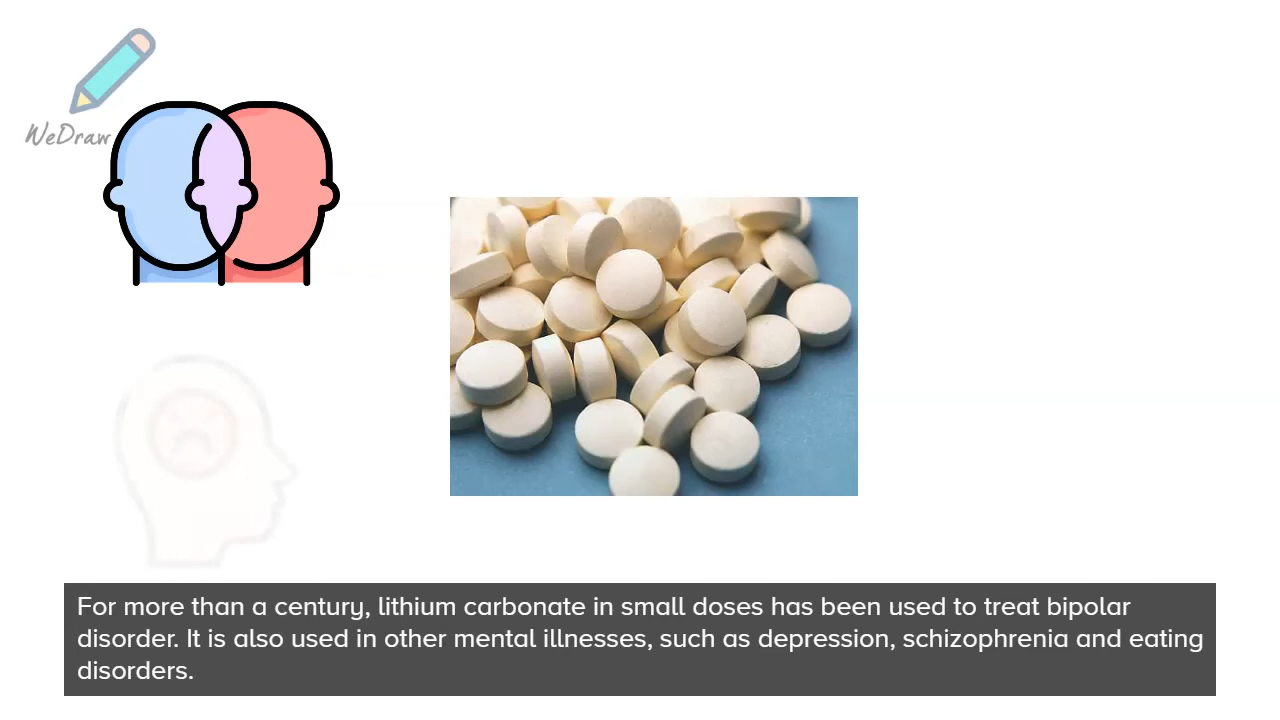 WeDraw
For more than a century, lithium carbonate in small doses has been used to treat bipolar
disorder. It is also used in other mental illnesses, such as depression, schizophrenia and eating
disorders.